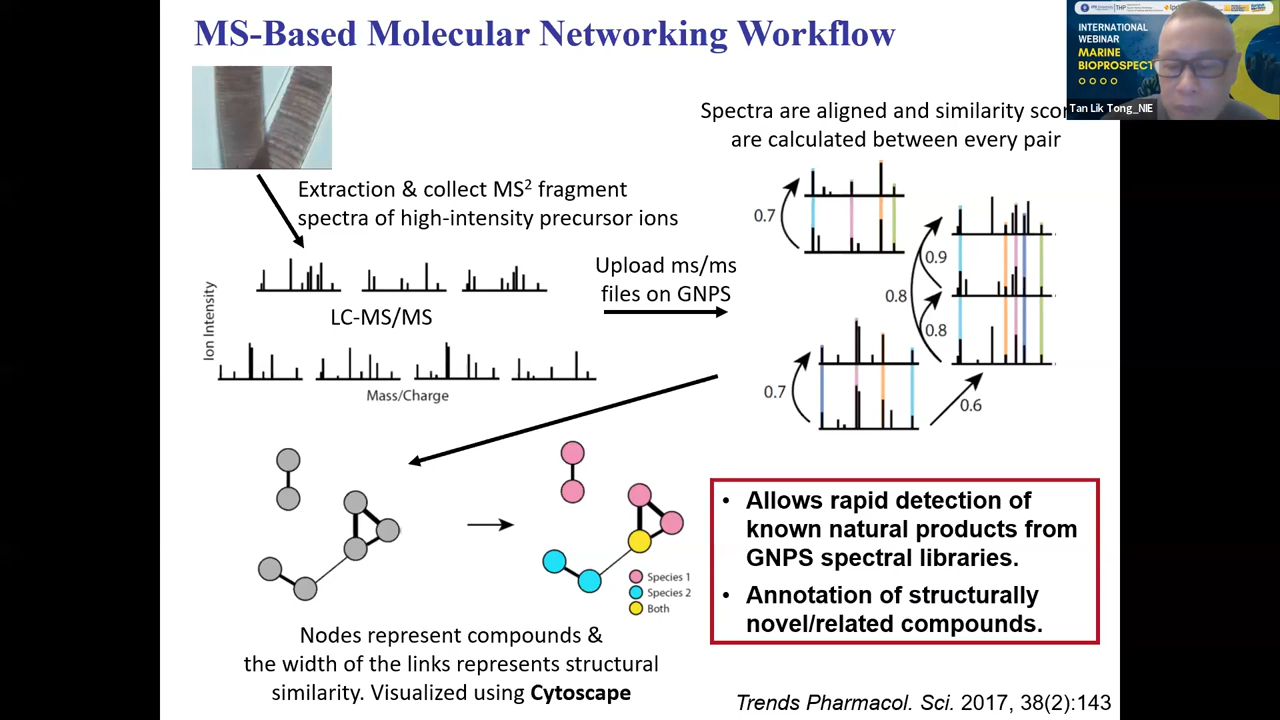 MS-Based Molecular Networking Workflow
INTERNATIONAL
WEBINAR
MARINE
BIOPROSPECT
Tan Lik Tong_NIE
Spectra are aligned and similarity
are calculated between every pair
Extraction & collect MS² fragment
spectra of high-intensity precursor ions
Upload ms/ms
files on GNPS
Ion Intensity
LC-MS/MS
Mass/Charge
0.7
0.9
0.8
0.8
0.7
0.6
Species 1
Species 2
Both
Nodes represent compounds &
the width of the links represents structural
similarity. Visualized using Cytoscape
• Allows rapid detection of
known natural products from
GNPS spectral libraries.
• Annotation of structurally
novel/related compounds.
Trends Pharmacol. Sci. 2017, 38(2):143